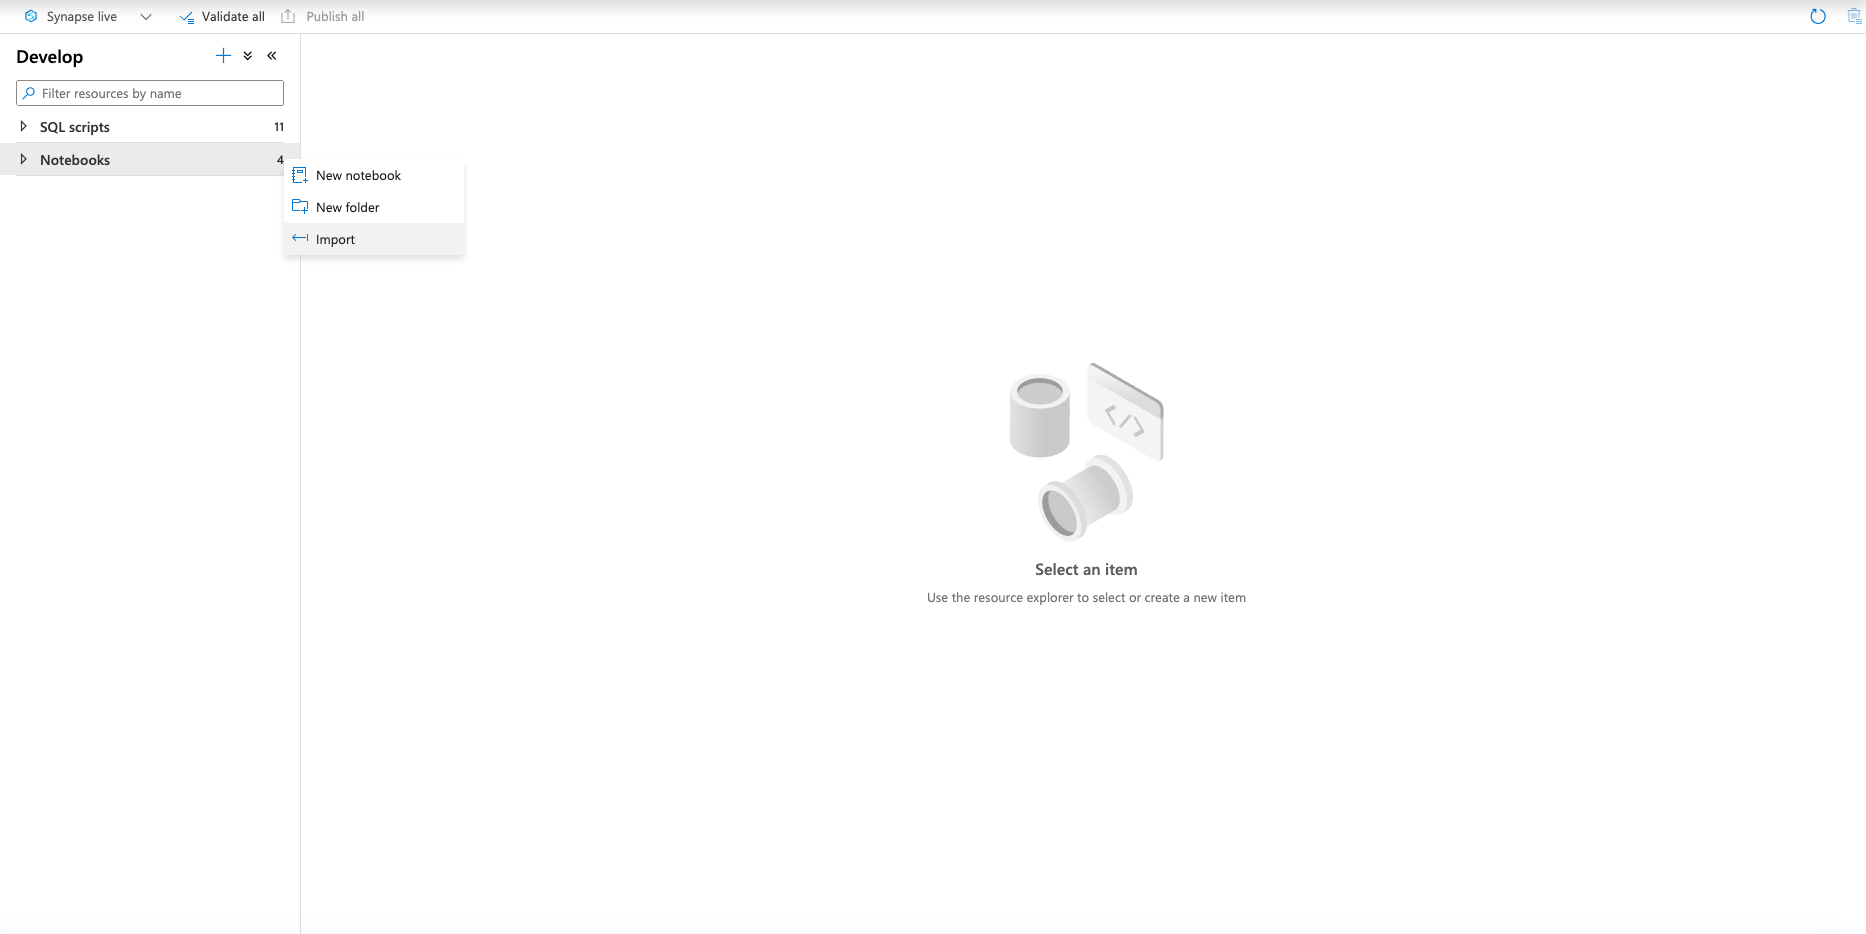 Synapse live Validate all Publish all
Develop
Filter resources by name
SQL scripts 11
Notebooks 4
New notebook
New folder
Import
</>
Select an item
Use the resource explorer to select or create a new item